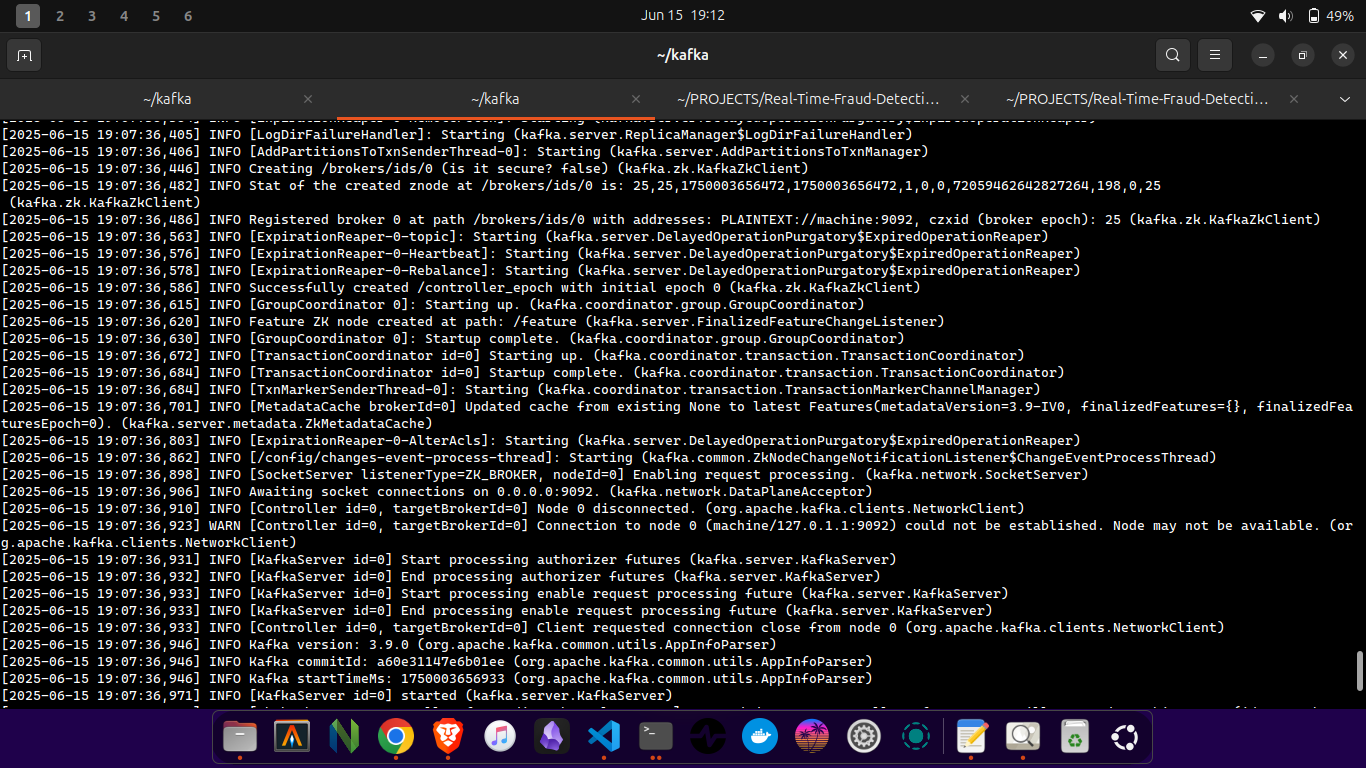 1 2 3 4 5 6
Jun 15 19:12
49%
~/kafka
~/kafka
~/kafka
~/PROJECTS/Real-Time-Fraud-Detecti...
~/PROJECTS/Real-Time-Fraud-Detecti...
[2025-06-15 19:07:36,405] INFO [LogDirFailureHandler]: Starting (kafka.server.ReplicaManager$LogDirFailureHandler)
[2025-06-15 19:07:36,406] INFO [AddPartitionsToTxnSenderThread-0]: Starting (kafka.server.AddPartitionsToTxnManager)
[2025-06-15 19:07:36,446] INFO Creating /brokers/ids/0 (is it secure? false) (kafka.zk.KafkaZkClient)
[2025-06-15 19:07:36,482] INFO Stat of the created znode at /brokers/ids/0 is: 25,25,1750003656472,1750003656472,1,0,0,72059462642827264,198,0,25
 (kafka.zk.KafkaZkClient)
[2025-06-15 19:07:36,486] INFO Registered broker 0 at path /brokers/ids/0 with addresses: PLAINTEXT://machine:9092, czxid (broker epoch): 25 (kafka.zk.KafkaZkClient)
[2025-06-15 19:07:36,563] INFO [ExpirationReaper-0-topic]: Starting (kafka.server.DelayedOperationPurgatory$ExpiredOperationReaper)
[2025-06-15 19:07:36,576] INFO [ExpirationReaper-0-Heartbeat]: Starting (kafka.server.DelayedOperationPurgatory$ExpiredOperationReaper)
[2025-06-15 19:07:36,578] INFO [ExpirationReaper-0-Rebalance]: Starting (kafka.server.DelayedOperationPurgatory$ExpiredOperationReaper)
[2025-06-15 19:07:36,586] INFO Successfully created /controller_epoch with initial epoch 0 (kafka.zk.KafkaZkClient)
[2025-06-15 19:07:36,615] INFO [GroupCoordinator 0]: Starting up. (kafka.coordinator.group.GroupCoordinator)
[2025-06-15 19:07:36,620] INFO Feature ZK node created at path: /feature (kafka.server.FinalizedFeatureChangeListener)
[2025-06-15 19:07:36,630] INFO [GroupCoordinator 0]: Startup complete. (kafka.coordinator.group.GroupCoordinator)
[2025-06-15 19:07:36,672] INFO [TransactionCoordinator id=0] Starting up. (kafka.coordinator.transaction.TransactionCoordinator)
[2025-06-15 19:07:36,684] INFO [TransactionCoordinator id=0] Startup complete. (kafka.coordinator.transaction.TransactionCoordinator)
[2025-06-15 19:07:36,684] INFO [TxnMarkerSenderThread-0]: Starting (kafka.coordinator.transaction.TransactionMarkerChannelManager)
[2025-06-15 19:07:36,701] INFO [MetadataCache brokerId=0] Updated cache from existing None to latest Features(metadataVersion=3.9-IV0, finalizedFeatures={}, finalizedFea
turesEpoch=0). (kafka.server.metadata.ZkMetadataCache)
[2025-06-15 19:07:36,803] INFO [ExpirationReaper-0-AlterAcls]: Starting (kafka.server.DelayedOperationPurgatory$ExpiredOperationReaper)
[2025-06-15 19:07:36,862] INFO [/config/changes-event-process-thread]: Starting (kafka.common.ZkNodeChangeNotificationListener$ChangeEventProcessThread)
[2025-06-15 19:07:36,898] INFO [SocketServer listenerType=ZK_BROKER, nodeId=0] Enabling request processing. (kafka.network.SocketServer)
[2025-06-15 19:07:36,906] INFO Awaiting socket connections on 0.0.0.0:9092. (kafka.network.DataPlaneAcceptor)
[2025-06-15 19:07:36,910] INFO [Controller id=0, targetBrokerId=0] Node 0 disconnected. (org.apache.kafka.clients.NetworkClient)
[2025-06-15 19:07:36,923] WARN [Controller id=0, targetBrokerId=0] Connection to node 0 (machine/127.0.1.1:9092) could not be established. Node may not be available. (or
g.apache.kafka.clients.NetworkClient)
[2025-06-15 19:07:36,931] INFO [KafkaServer id=0] Start processing authorizer futures (kafka.server.KafkaServer)
[2025-06-15 19:07:36,932] INFO [KafkaServer id=0] End processing authorizer futures (kafka.server.KafkaServer)
[2025-06-15 19:07:36,933] INFO [KafkaServer id=0] Start processing enable request processing future (kafka.server.KafkaServer)
[2025-06-15 19:07:36,933] INFO [KafkaServer id=0] End processing enable request processing future (kafka.server.KafkaServer)
[2025-06-15 19:07:36,933] INFO [Controller id=0, targetBrokerId=0] Client requested connection close from node 0 (org.apache.kafka.clients.NetworkClient)
[2025-06-15 19:07:36,946] INFO Kafka version: 3.9.0 (org.apache.kafka.common.utils.AppInfoParser)
[2025-06-15 19:07:36,946] INFO Kafka commitId: a60e31147e6b01ee (org.apache.kafka.common.utils.AppInfoParser)
[2025-06-15 19:07:36,946] INFO Kafka startTimeMs: 1750003656933 (org.apache.kafka.common.utils.AppInfoParser)
[2025-06-15 19:07:36,971] INFO [KafkaServer id=0] started (kafka.server.KafkaServer)